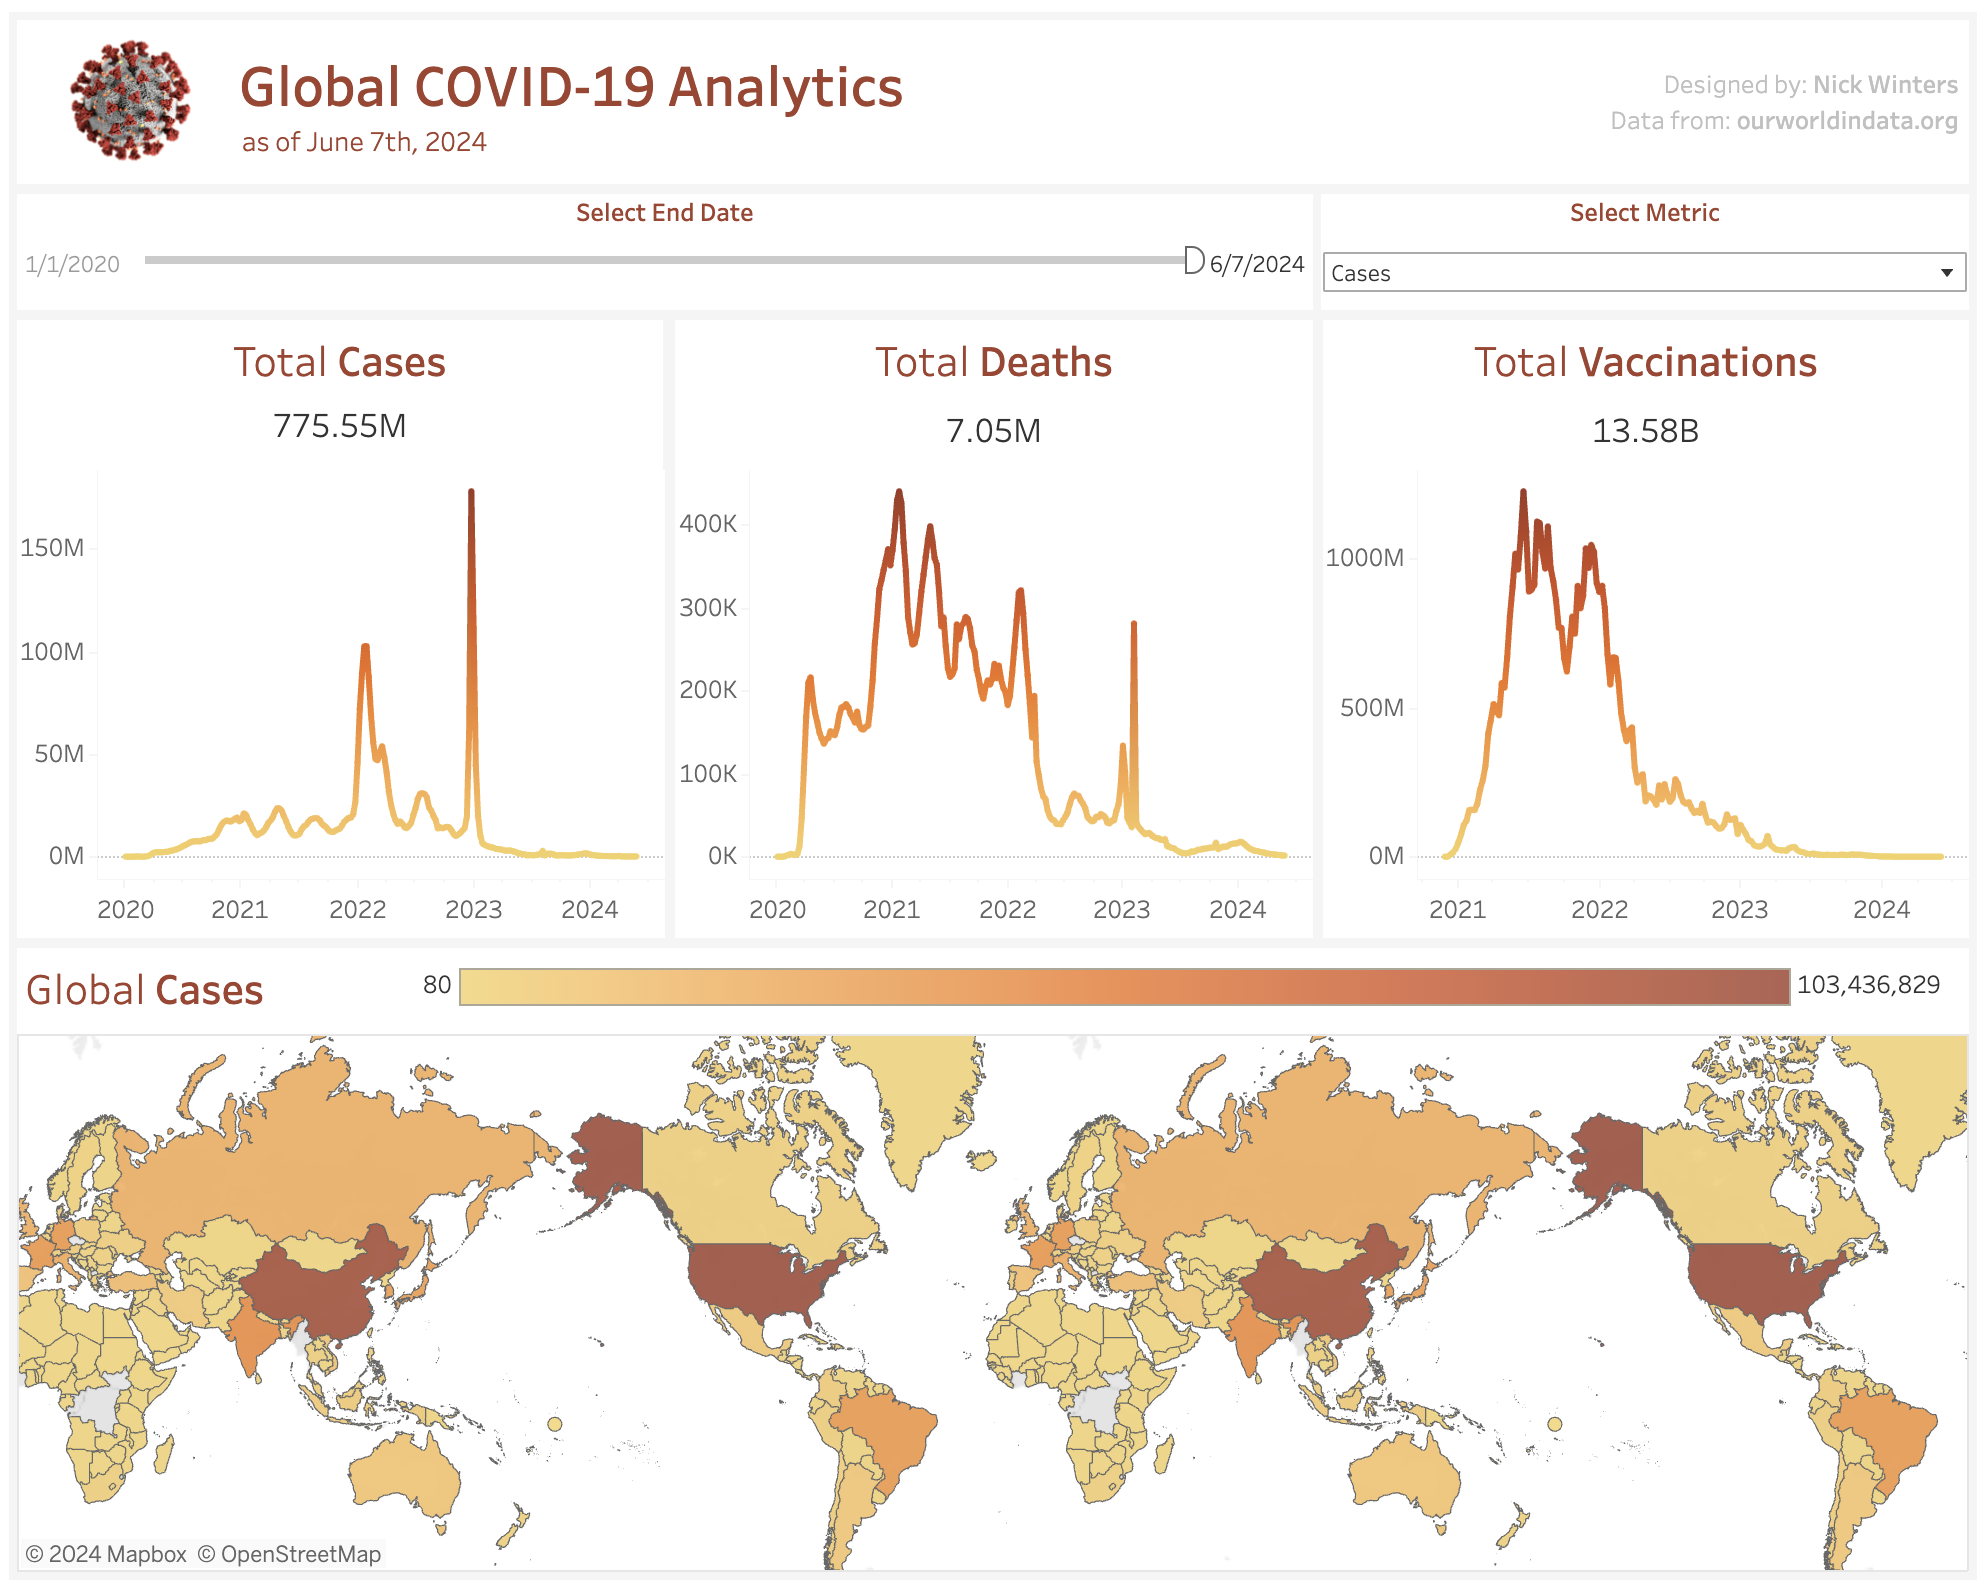 Global COVID-19 Analytics
as of June 7th, 2024
Designed by: Nick Winters
Data from: ourworldindata.org
Select End Date
1/1/2020
6/7/2024
Select Metric
Cases
Total Cases
775.55M
150M
100M
50M
0M
2020 2021 2022 2023 2024
Total Deaths
7.05M
400K
300K
200K
100K
0K
2020 2021 2022 2023 2024
Total Vaccinations
13.58B
1000M
500M
0M
2021 2022 2023 2024
Global Cases
80
103,436,829
© 2024 Mapbox © OpenStreetMap